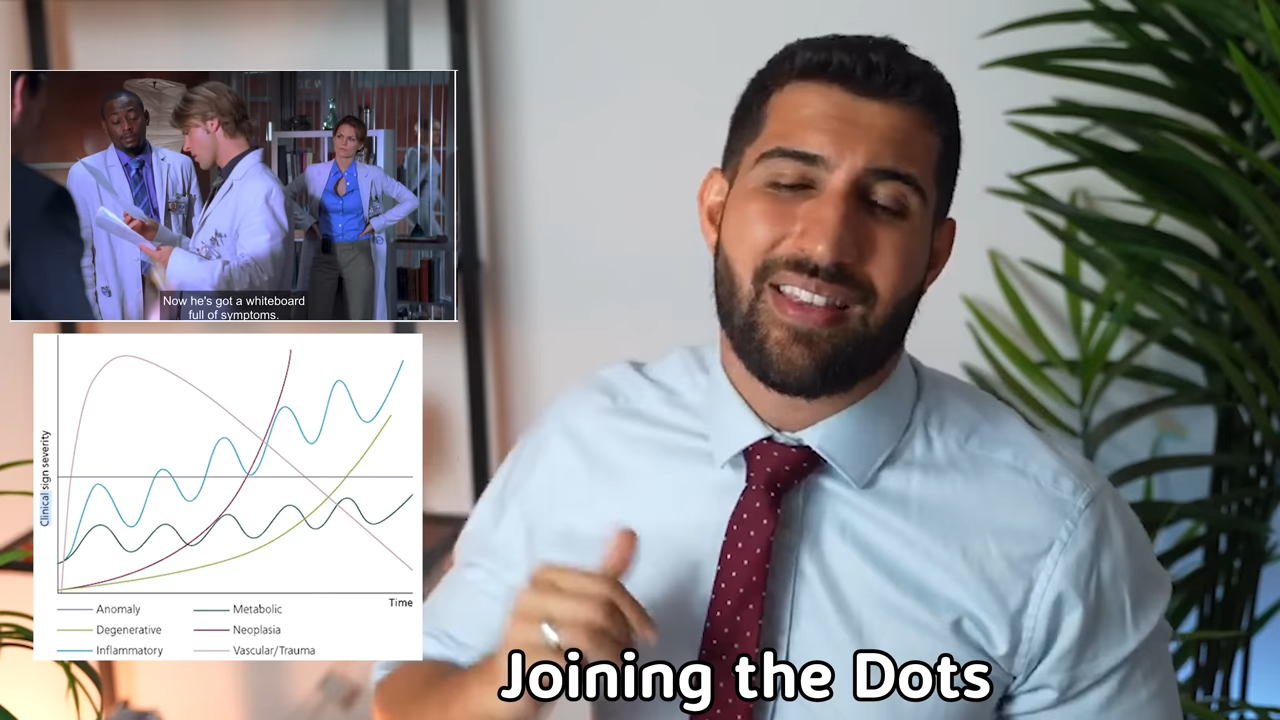 Now he's got a whiteboard
full of symptoms.
Clinical sign severity
Time
Anomaly
Metabolic
Degenerative
Neoplasia
Inflammatory
Vascular/Trauma
Joining the Dots